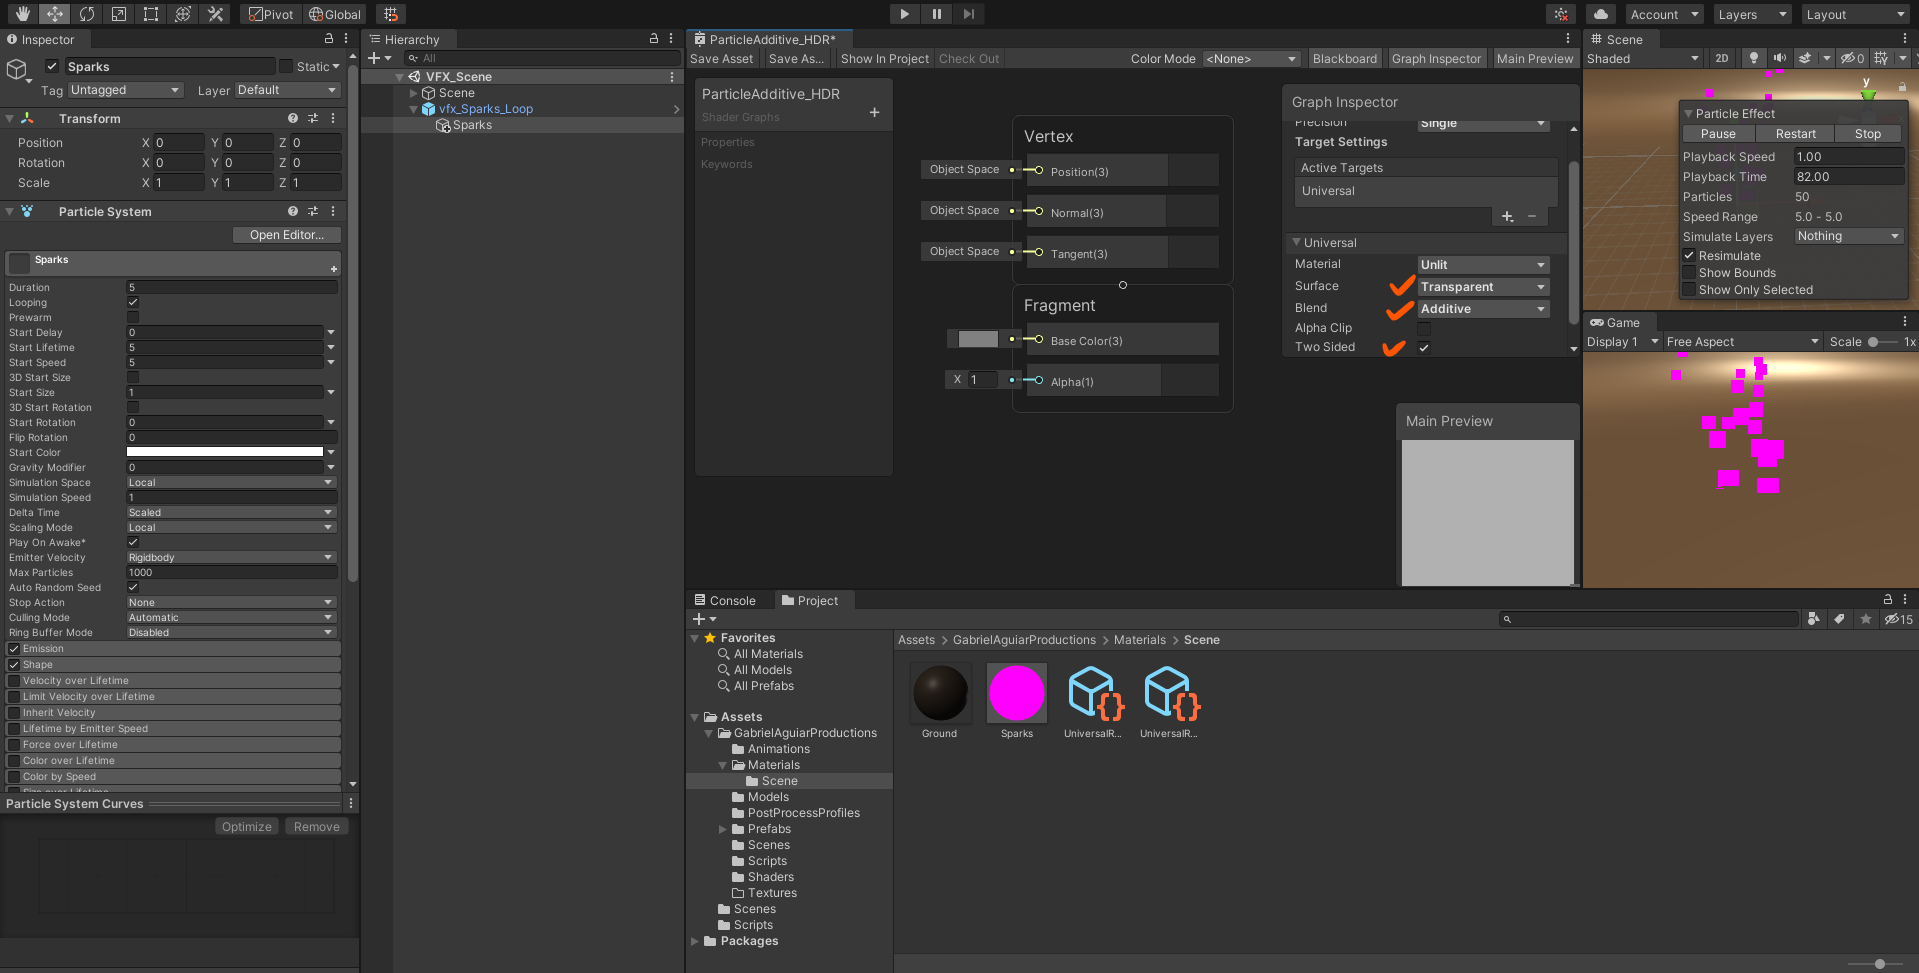 Pivot
Global
Account
Layers
Layout
Inspector
Sparks
Static
Tag Untagged
Layer Default
Transform
Position X 0 Y 0 Z 0
Rotation X 0 Y 0 Z 0
Scale X 1 Y 1 Z 1
Particle System
Open Editor...
Sparks
Duration 5
Looping
Prewarm
Start Delay 0
Start Lifetime 5
Start Speed 5
3D Start Size
Start Size 1
3D Start Rotation
Start Rotation 0
Flip Rotation 0
Start Color
Gravity Modifier 0
Simulation Space Local
Simulation Speed 1
Delta Time Scaled
Scaling Mode Local
Play On Awake*
Emitter Velocity Rigidbody
Max Particles 1000
Auto Random Seed
Stop Action None
Culling Mode Automatic
Ring Buffer Mode Disabled
Emission
Shape
Velocity over Lifetime
Limit Velocity over Lifetime
Inherit Velocity
Lifetime by Emitter Speed
Force over Lifetime
Color over Lifetime
Color by Speed
Size over Lifetime
Particle System Curves
Optimize
Remove
Hierarchy
All
VFX_Scene
Scene
vfx_Sparks_Loop
Sparks
ParticleAdditive_HDR*
Save Asset
Save As...
Show In Project
Check Out
Color Mode <None>
Blackboard
Graph Inspector
Main Preview
ParticleAdditive_HDR
Shader Graphs
Properties
Keywords
Vertex
Object Space Position(3)
Object Space Normal(3)
Object Space Tangent(3)
Fragment
Base Color(3)
X 1 Alpha(1)
Graph Inspector
Precision Single
Target Settings
Active Targets
Universal
Universal
Material Unlit
Surface Transparent
Blend Additive
Alpha Clip
Two Sided
Main Preview
Scene
Shaded
2D
0
y
Particle Effect
Pause
Restart
Stop
Playback Speed 1.00
Playback Time 82.00
Particles 50
Speed Range 5.0 - 5.0
Simulate Layers Nothing
Resimulate
Show Bounds
Show Only Selected
Game
Display 1
Free Aspect
Scale
1x
Console
Project
15
Favorites
All Materials
All Models
All Prefabs
Assets
GabrielAguiarProductions
Animations
Materials
Scene
Models
PostProcessProfiles
Prefabs
Scenes
Scripts
Shaders
Textures
Scenes
Scripts
Packages
Assets > GabrielAguiarProductions > Materials > Scene
Ground
Sparks
UniversalR...
UniversalR...